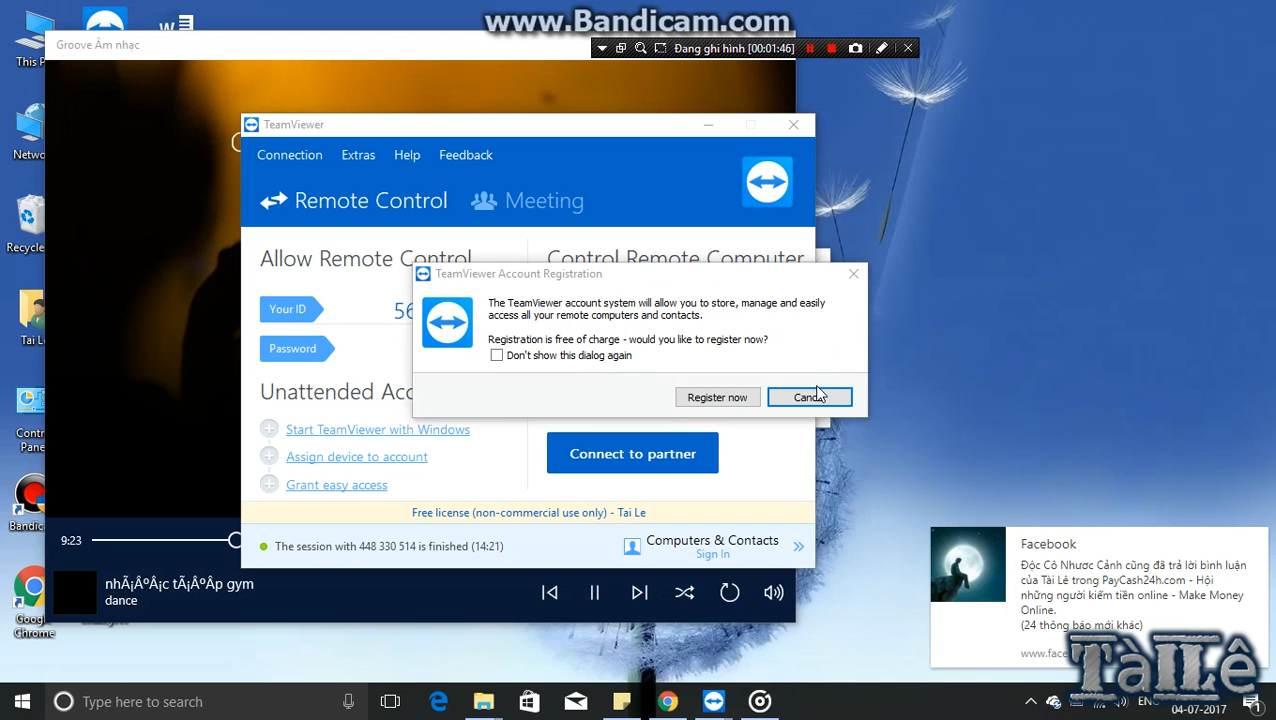 www.Bandicam.com
This P
W
Groove Âm nhạc
Đang ghi hình [00:01:46]
TeamViewer
Connection Extras Help Feedback
Remote Control Meeting
Netwo
Allow Remote Control
Control Remote Computer
TeamViewer Account Registration
The TeamViewer account system will allow you to store, manage and easily
access all your remote computers and contacts.
Registration is free of charge - would you like to register now?
Don't show this dialog again
Register now
Your ID 56
Password
Recycle
Tai Le
Unattended Acc
Start TeamViewer with Windows
Assign device to account
Grant easy access
Connect to partner
Contr
Panel
Free license (non-commercial use only) - Tai Le
The session with 448 330 514 is finished (14:21)
Computers & Contacts
Sign In
Bandica
9:23
nhÃƺÂ¡c tÃƺÂp gym
dance
Google
Chrome
Facebook
Độc Cô Nhược Cảnh cũng đã trả lời bình luận
của Tài Lê trong PayCash24h.com - Hội
những người kiếm tiền online - Make Money
Online.
(24 thông báo mới khác)
www.face
TàiLê
Type here to search
ENG
04-07-2017
1